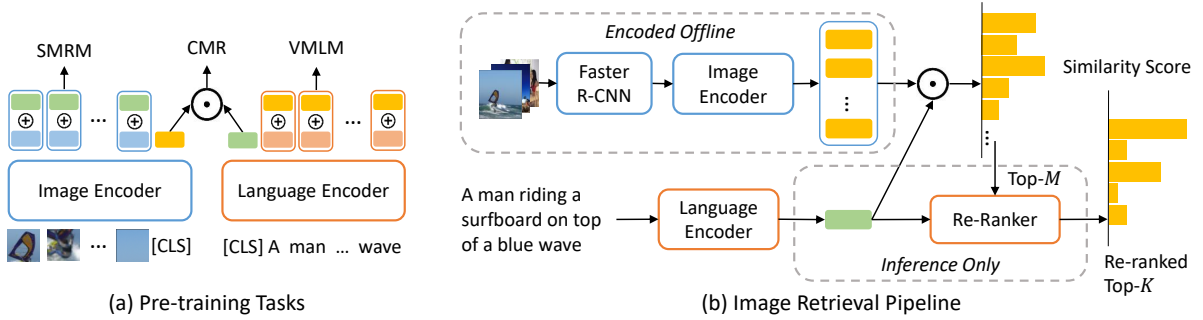 SMRM
CMR
VMLM
...
...
Image Encoder
Language Encoder
... [CLS]
[CLS] A man ... wave
(a) Pre-training Tasks
Encoded Offline
Faster
R-CNN
Image
Encoder
...
...
Similarity Score
A man riding a
surfboard on top
of a blue wave
Language
Encoder
Top-M
Re-Ranker
Inference Only
Re-ranked
Top-K
(b) Image Retrieval Pipeline